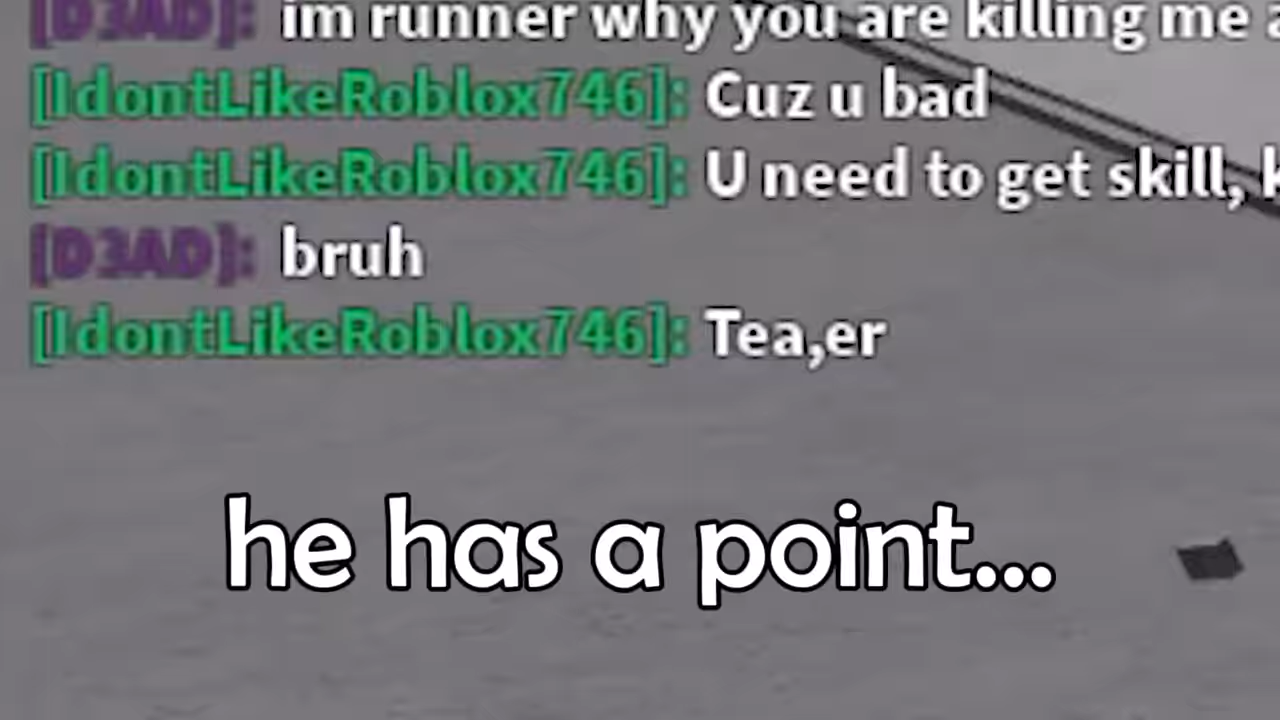 [D3AD]: im runner why you are killing me
[IdontLikeRoblox746]: Cuz u bad
[IdontLikeRoblox746]: U need to get skill,
[D3AD]: bruh
[IdontLikeRoblox746]: Tea,er
he has a point...